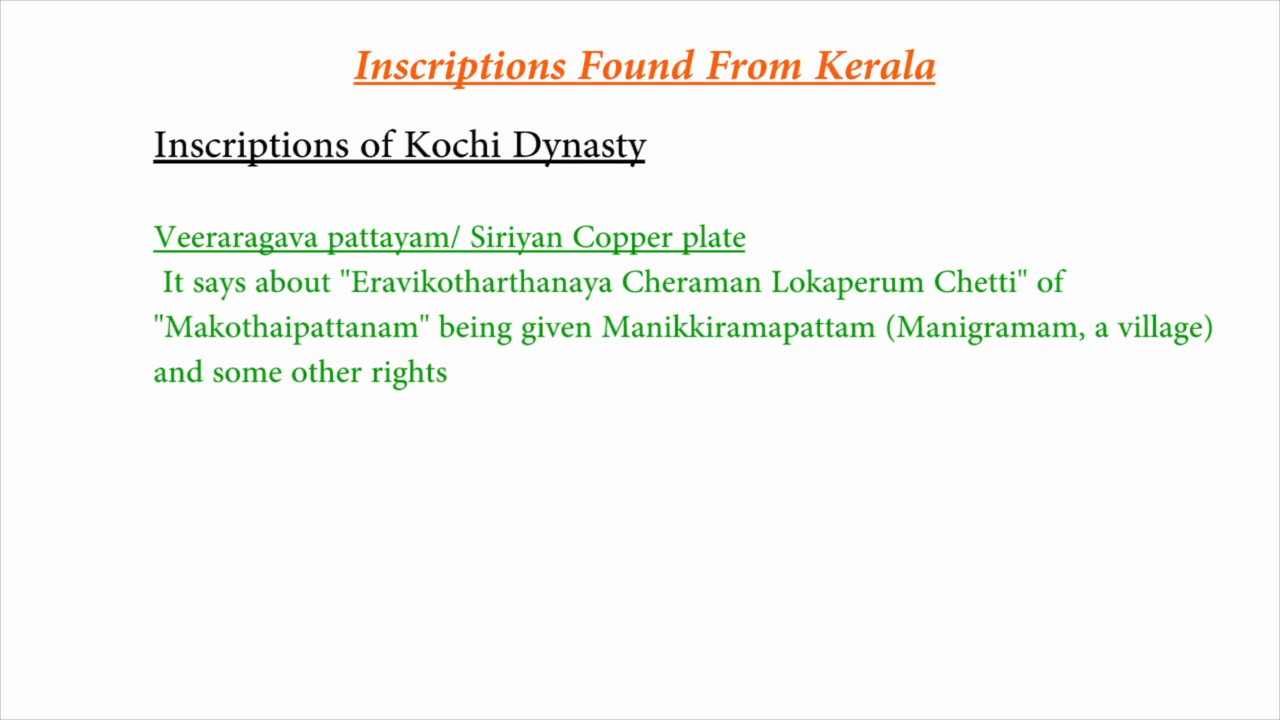 Inscriptions Found From Kerala
Inscriptions of Kochi Dynasty
Veeraragava pattayam/ Siriyan Copper plate
It says about "Eravikotharthanaya Cheraman Lokaperum Chetti" of
"Makothaipattanam" being given Manikkiramapattam (Manigramam, a village)
and some other rights